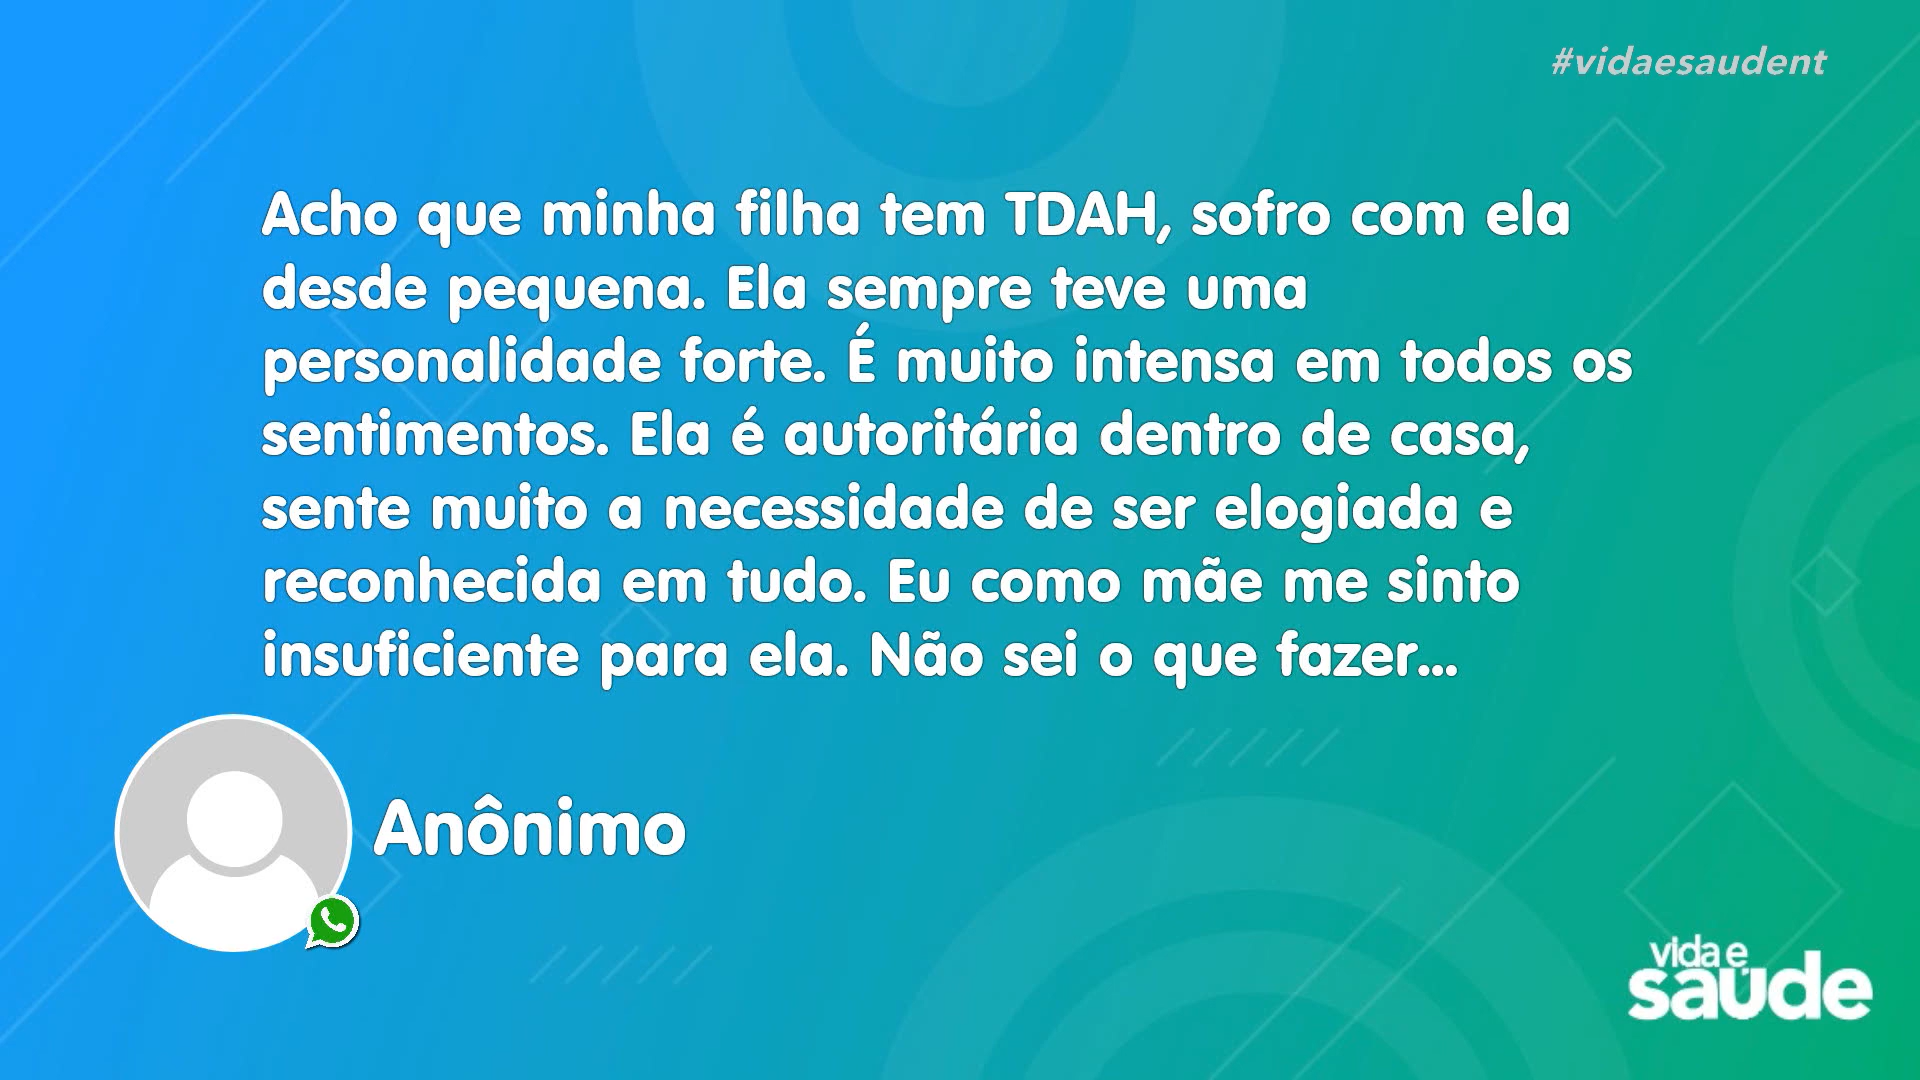 #vidaesaudent
Acho que minha filha tem TDAH, sofro com ela
desde pequena. Ela sempre teve uma
personalidade forte. É muito intensa em todos os
sentimentos. Ela é autoritária dentro de casa,
sente muito a necessidade de ser elogiada e
reconhecida em tudo. Eu como mãe me sinto
insuficiente para ela. Não sei o que fazer...
Anônimo
vida e
saúde